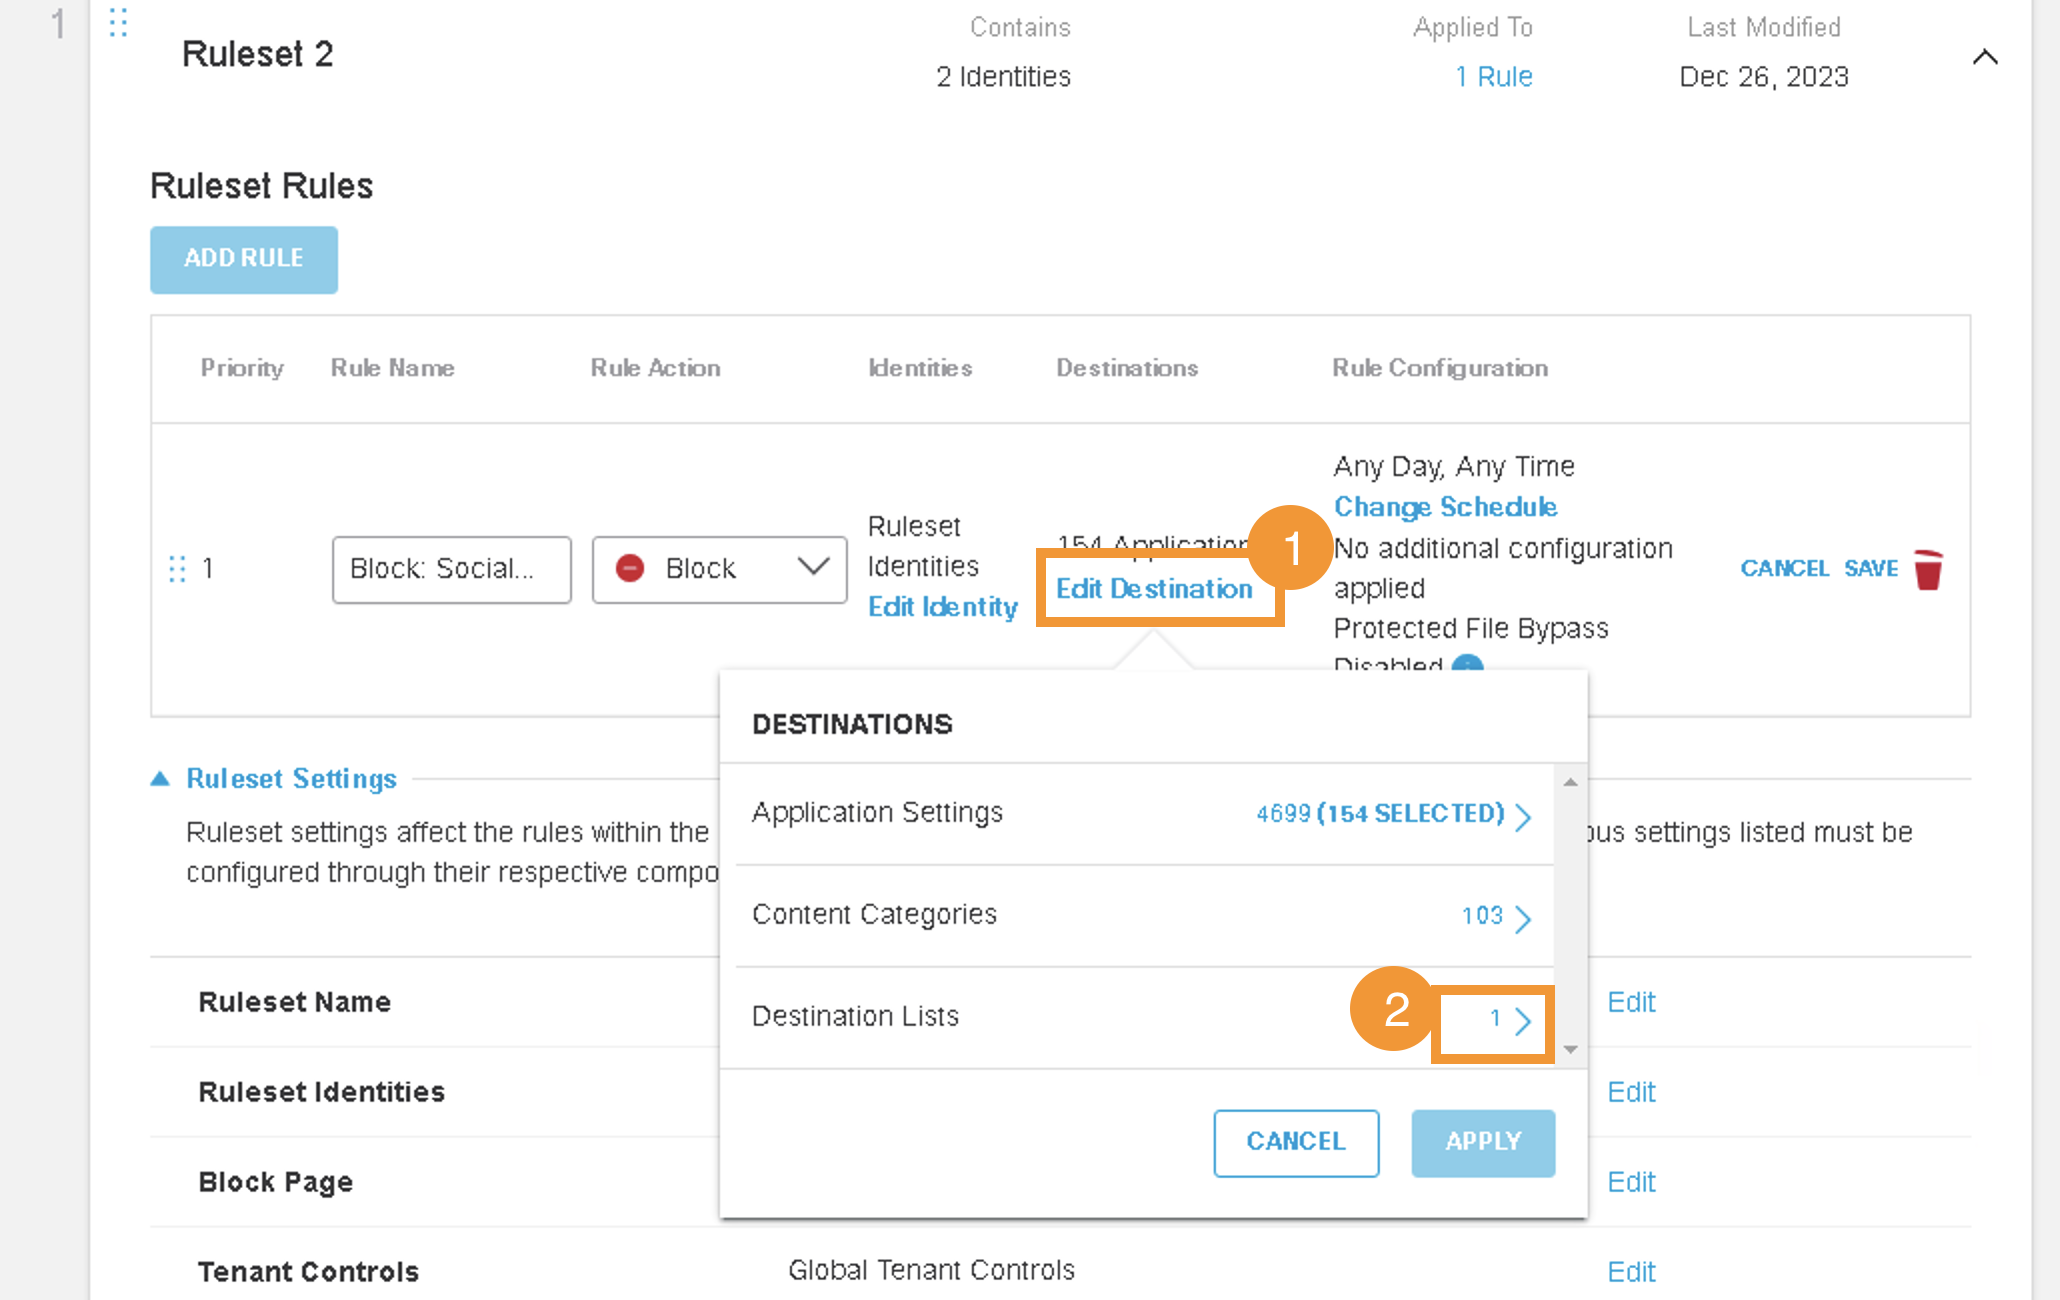 1
Ruleset 2
Contains
2 Identities
Applied To
1 Rule
Last Modified
Dec 26, 2023
Ruleset Rules
ADD RULE
Priority Rule Name Rule Action Identities Destinations Rule Configuration
1
Block: Social...
Block
Ruleset
Identities
Edit Identity
154 Application
Edit Destination
1
Any Day, Any Time
Change Schedule
No additional configuration
applied
Protected File Bypass
Disabled
CANCEL SAVE
DESTINATIONS
Application Settings 4699 (154 SELECTED)
Content Categories 103
Destination Lists 2 1
CANCEL APPLY
Ruleset Settings
Ruleset settings affect the rules within the ous settings listed must be
configured through their respective compo
Ruleset Name Edit
Ruleset Identities Edit
Block Page Edit
Tenant Controls Global Tenant Controls Edit